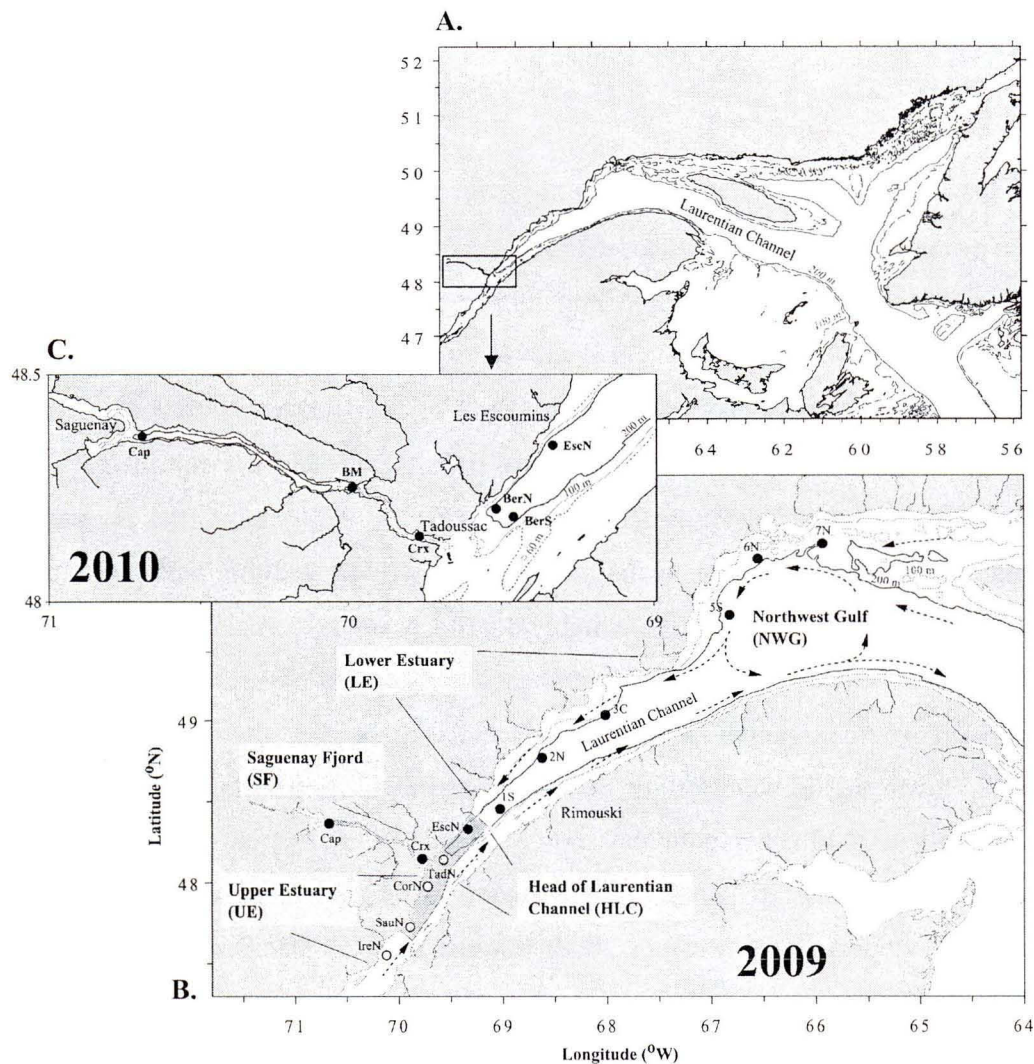 A.
52
51
50
49
48
47
Laurentian Channel
200 m
100 m
64
62
60
58
56
C.
48.5
48
Saguenay
Cap
BM
Crx
Tadoussac
Les Escoumins
EscN
BerN
BerS
200 m
100 m
2010
71
70
69
7N
6N
5S
100 m
200 m
Northwest Gulf
(NWG)
Lower Estuary
(LE)
3C
Laurentian Channel
2N
1S
Rimouski
Saguenay Fjord
(SF)
EscN
Cap
Crx
TadN
CorN
Upper Estuary
(UE)
Head of Laurentian
Channel (HLC)
SauN
IreN
2009
B.
49
48
Latitude (°N)
71
70
69
68
67
66
65
64
Longitude (°W)